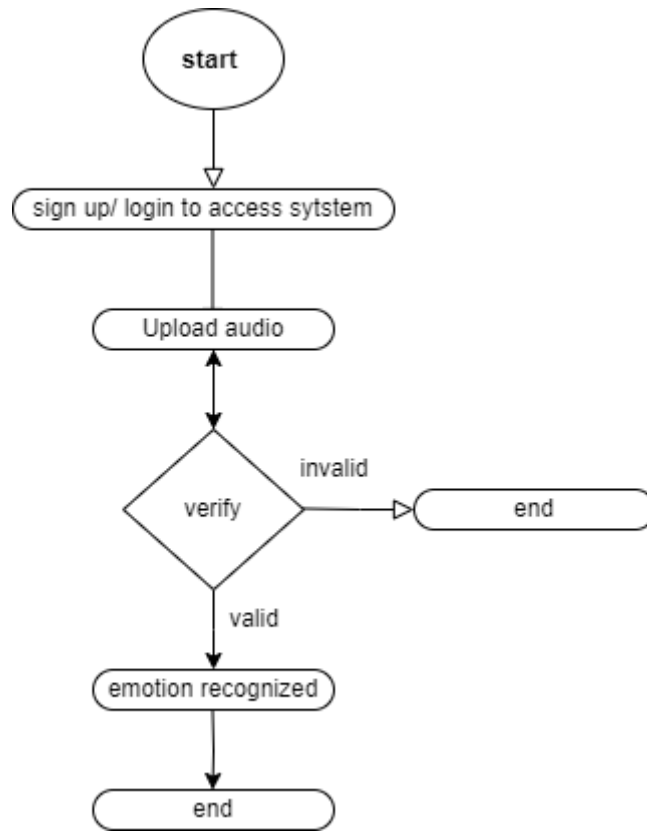 start
sign up/ login to access sytstem
Upload audio
invalid
verify
end
valid
emotion recognized
end